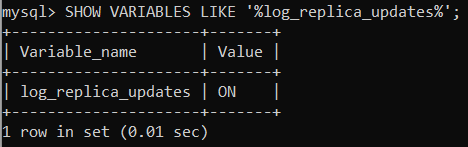 mysql> SHOW VARIABLES LIKE '%log_replica_updates%';
+---------------------+-------+
| Variable_name       | Value |
+---------------------+-------+
| log_replica_updates | ON    |
+---------------------+-------+
1 row in set (0.01 sec)